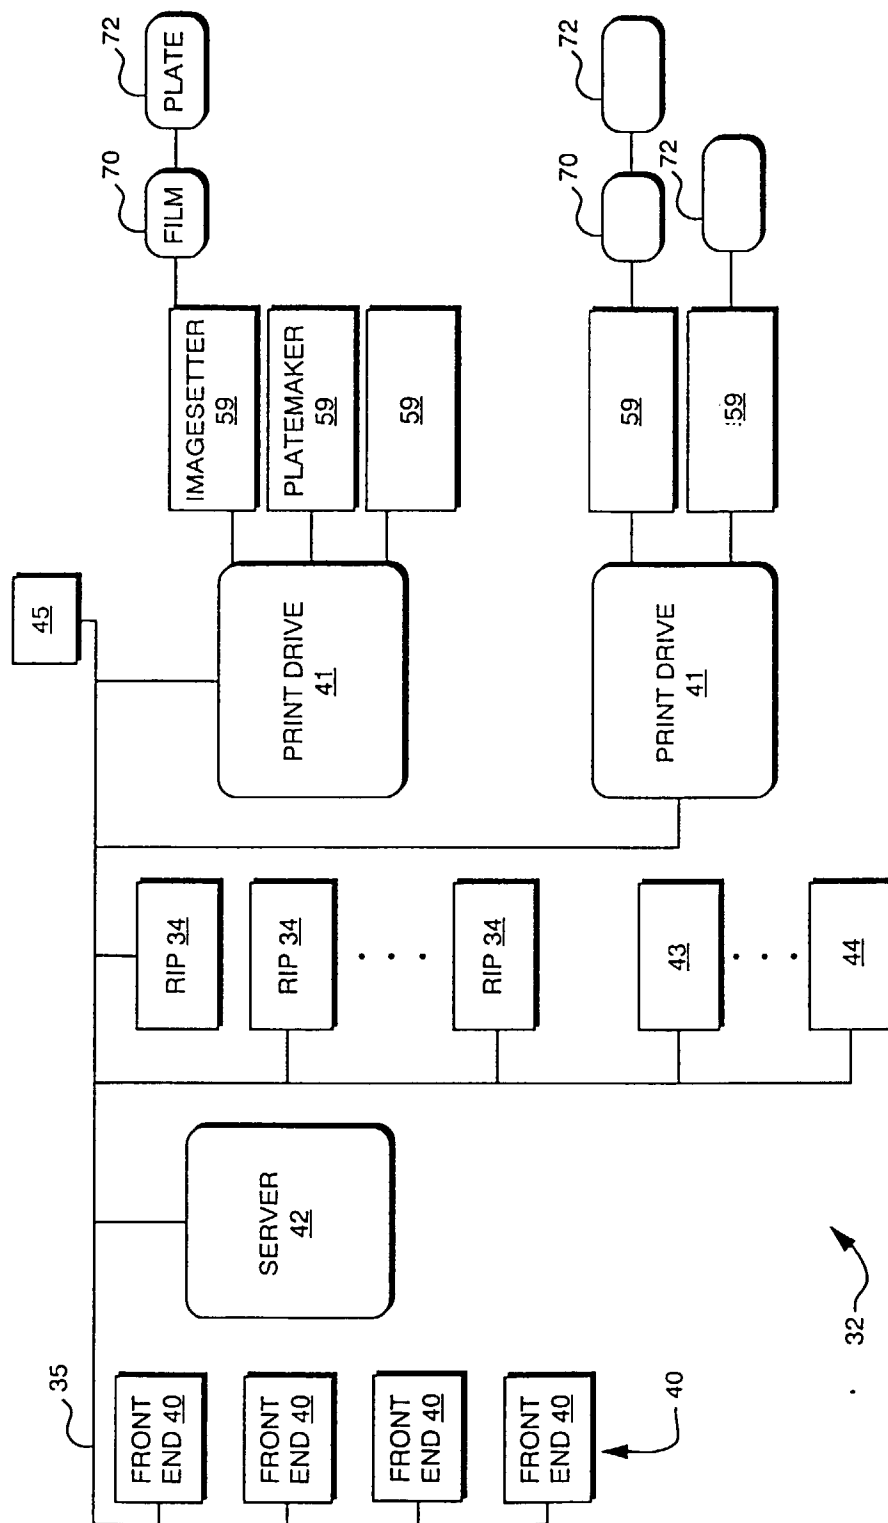 35
FRONT
END 40
FRONT
END 40
FRONT
END 40
FRONT
END 40
40
SERVER
42
32
RIP 34
RIP 34
RIP 34
43
44
45
PRINT DRIVE
41
PRINT DRIVE
41
IMAGESETTER
59
PLATEMAKER
59
59
59
59
FILM
70
PLATE
72
70
72
72